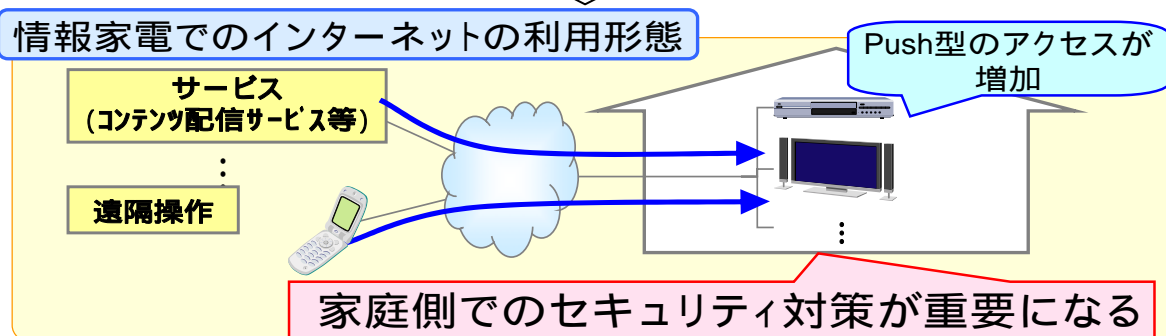 情報家電でのインターネットの利用形態
Push型のアクセスが
増加
サービス
(ｺﾝﾃﾝﾂ配信ｻｰﾋﾞｽ等)
⋮
遠隔操作
⋮
家庭側でのセキュリティ対策が重要になる